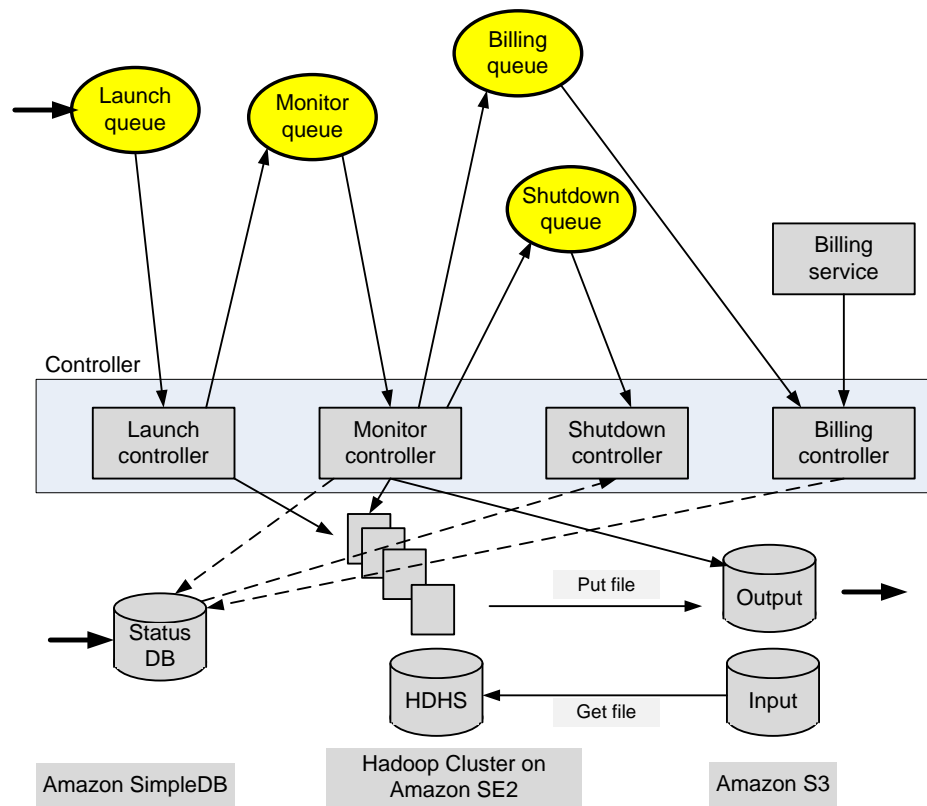 Billing
queue
Launch
queue
Monitor
queue
Shutdown
queue
Billing
service
Controller
Launch
controller
Monitor
controller
Shutdown
controller
Billing
controller
Put file
Output
Status
DB
HDHS
Get file
Input
Amazon SimpleDB
Hadoop Cluster on
Amazon SE2
Amazon S3